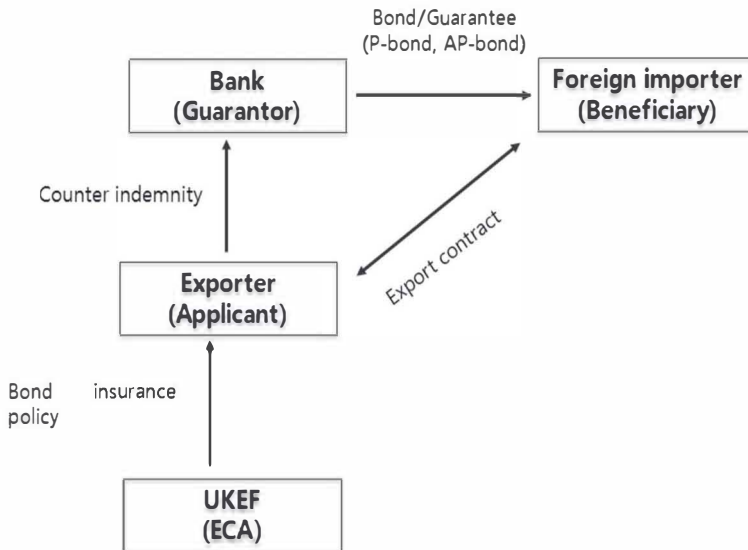 Bond/Guarantee
(P-bond, AP-bond)
Bank
(Guarantor)
Foreign importer
(Beneficiary)
Counter indemnity
Export contract
Exporter
(Applicant)
Bond insurance
policy
UKEF
(ECA)